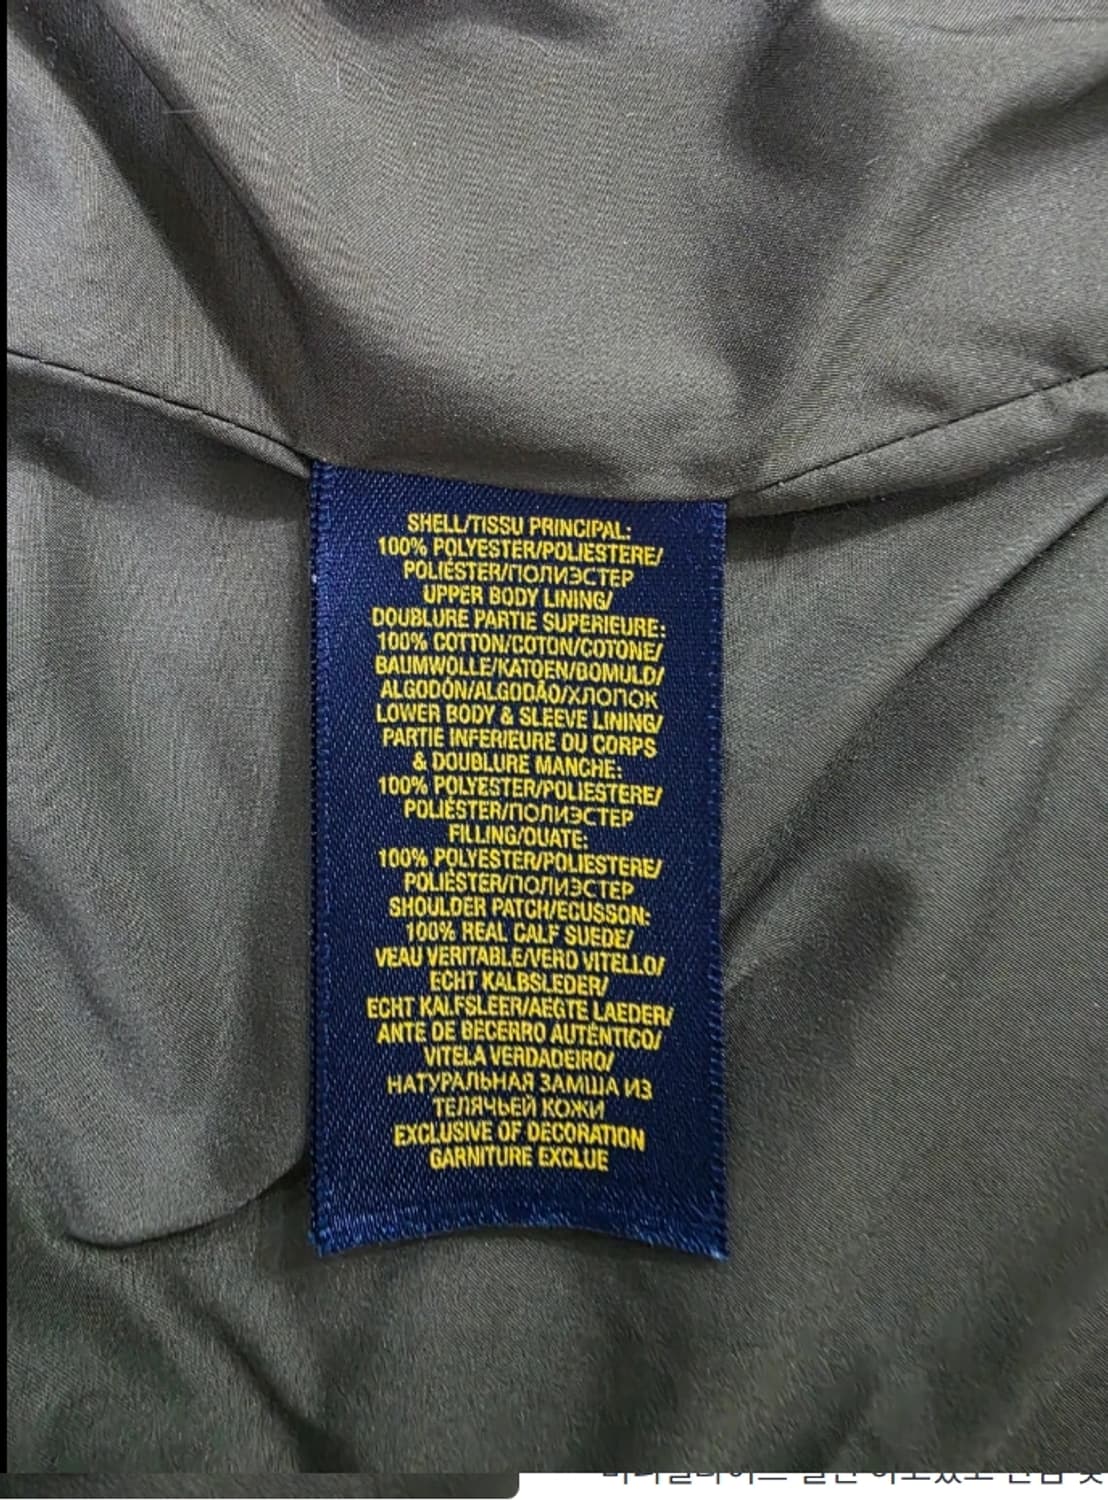 SHELL/TISSU PRINCIPAL:
100% POLYESTER/POLIESTERE/
POLIÉSTER/ПОЛИЭСТЕР
UPPER BODY LINING/
DOUBLURE PARTIE SUPERIEURE:
100% COTTON/COTON/COTONE/
BAUMWOLLE/KATOEN/BOMULD/
ALGODÓN/ALGODÃO/ХЛОПОК
LOWER BODY & SLEEVE LINING/
PARTIE INFERIEURE DU CORPS
& DOUBLURE MANCHE:
100% POLYESTER/POLIESTERE/
POLIÉSTER/ПОЛИЭСТЕР
FILLING/OUATE:
100% POLYESTER/POLIESTERE/
POLIÉSTER/ПОЛИЭСТЕР
SHOULDER PATCH/ECUSSON:
100% REAL CALF SUEDE/
VEAU VERITABLE/VERO VITELLO/
ECHT KALBSLEDER/
ECHT KALFSLEER/AEGTE LAEDER/
ANTE DE BECERRO AUTÉNTICO/
VITELA VERDADEIRO/
НАТУРАЛЬНАЯ ЗАМША ИЗ
ТЕЛЯЧЬЕЙ КОЖИ
EXCLUSIVE OF DECORATION
GARNITURE EXCLUE